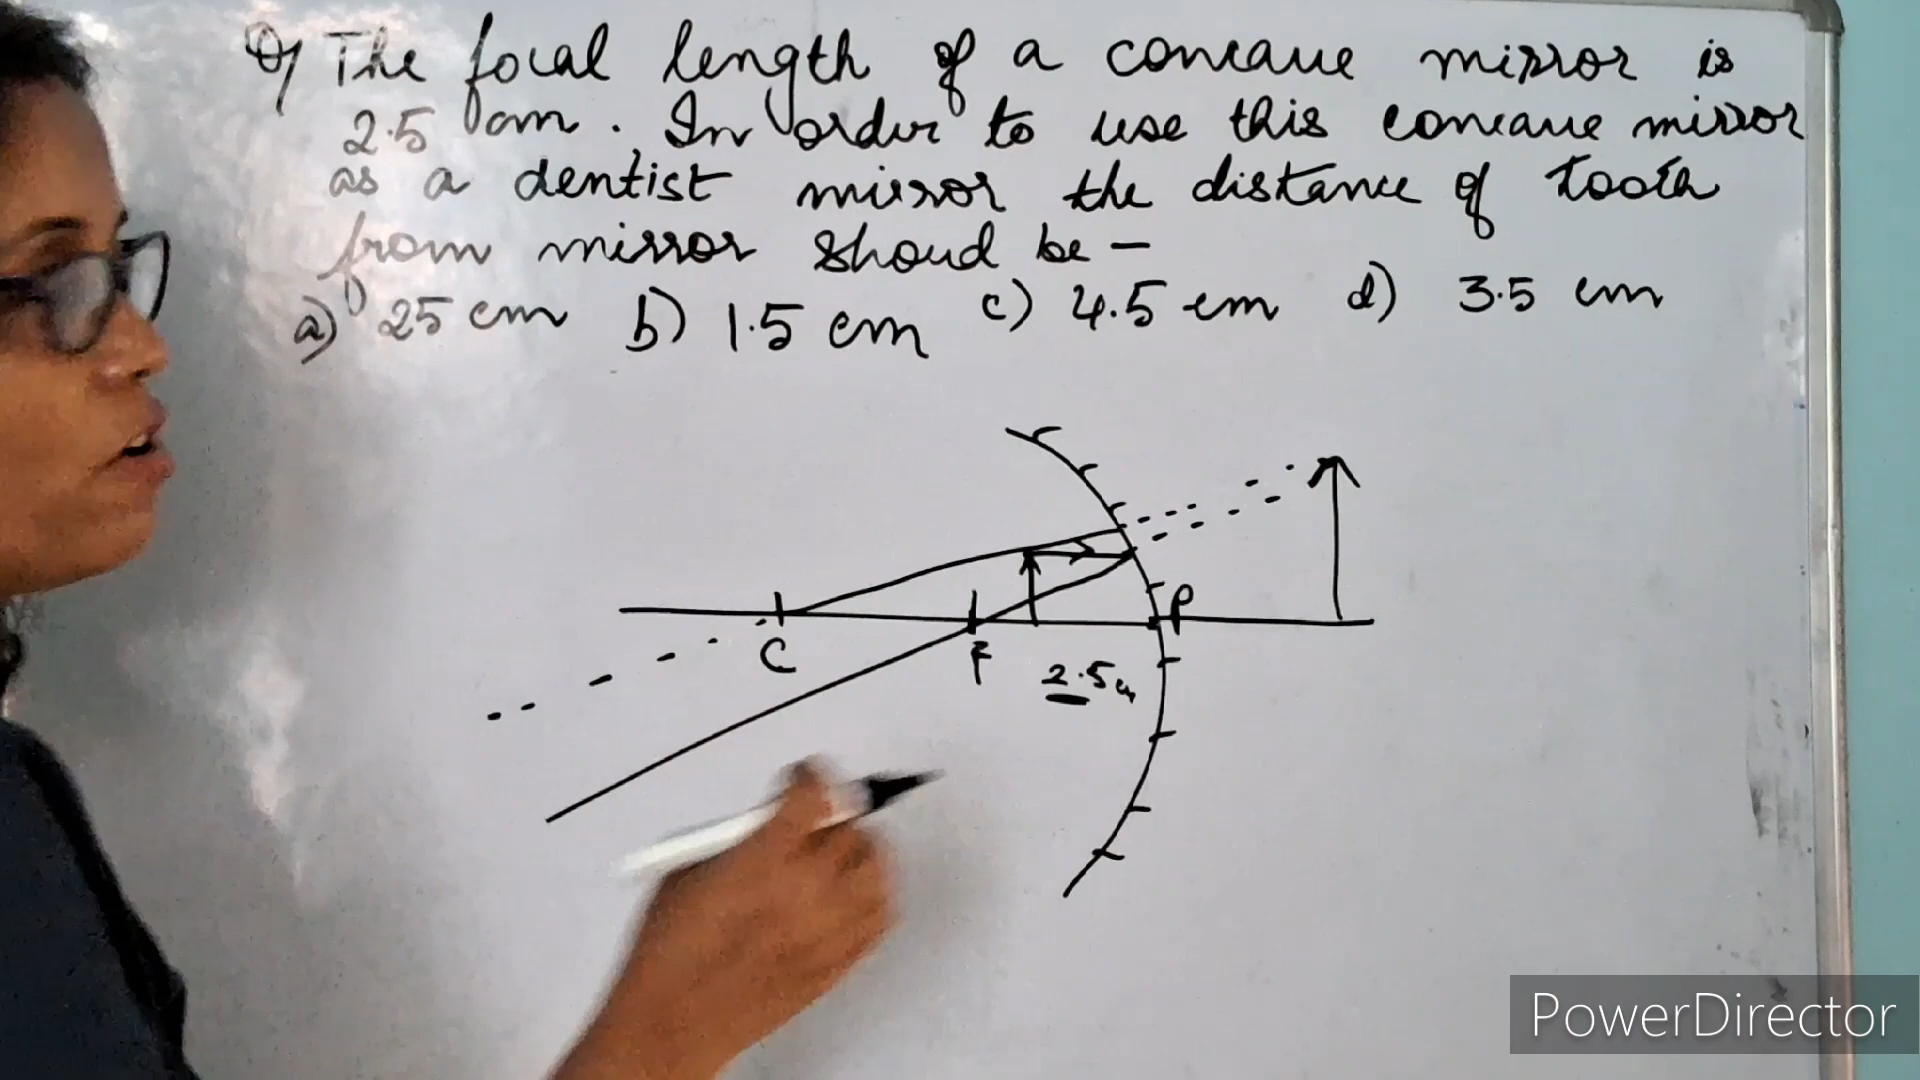 Q/ The focal length of a concave mirror is
2.5 cm. In order to use this concave mirror
as a dentist mirror the distance of tooth
from mirror shoud be -
a) 25 cm b) 1.5 cm c) 4.5 cm d) 3.5 cm
P
C F 2.5
PowerDirector